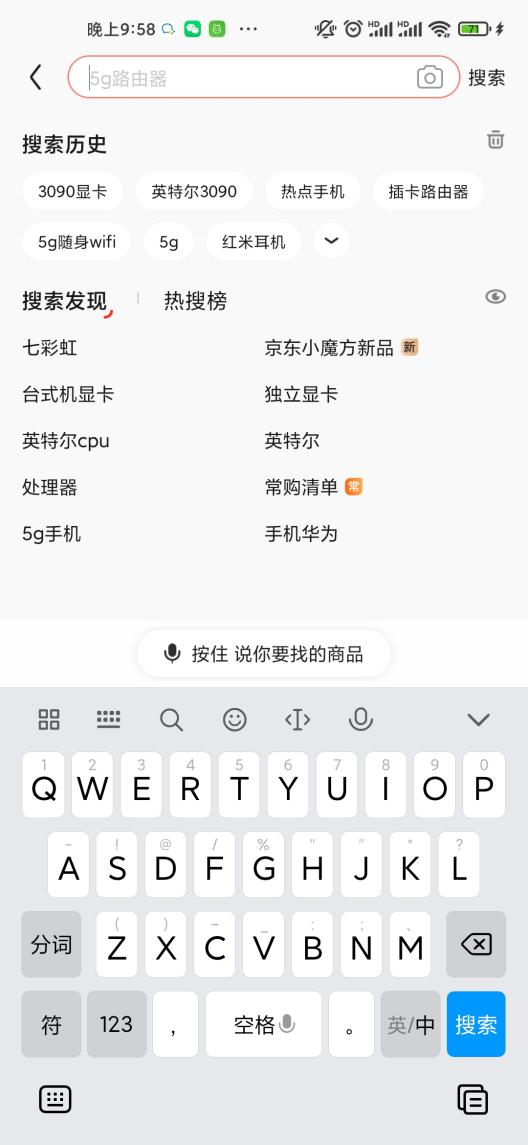 晚上9:58 ··· HD HD 71
5g路由器 搜索
搜索历史
3090显卡 英特尔3090 热点手机 插卡路由器
5g随身wifi 5g 红米耳机
搜索发现 热搜榜
七彩虹 京东小魔方新品 新
台式机显卡 独立显卡
英特尔cpu 英特尔
处理器 常购清单 常
5g手机 手机华为
按住 说你要找的商品
1 2 3 4 5 6 7 8 9 0
Q W E R T Y U I O P
~ ! @ / % " " * ?
A S D F G H J K L
( ) - _ : ; 、
分词 Z X C V B N M
符 123 , 空格 。 英/中 搜索